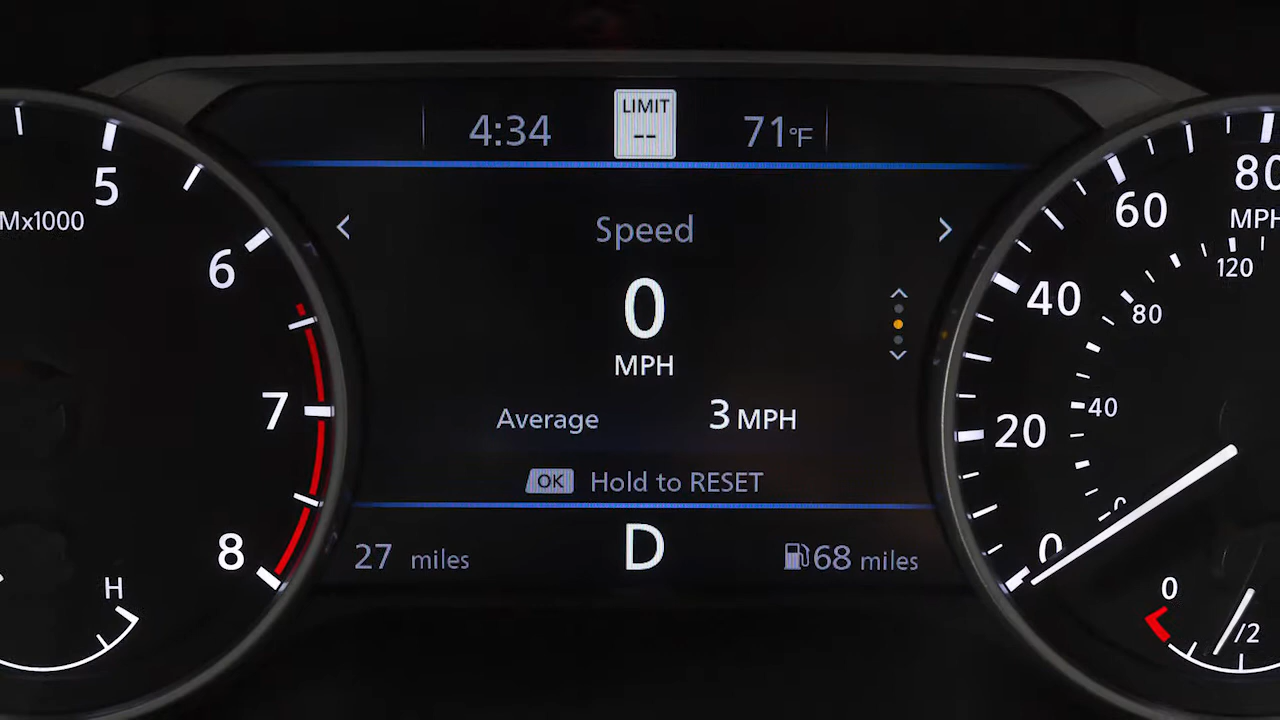 4:34
LIMIT
--
71°F
Speed
0
MPH
Average 3 MPH
OK Hold to RESET
27 miles
D
68 miles
Mx1000
5
6
7
8
H
0
20
40
60
80
MPH
40
80
120
0
/2